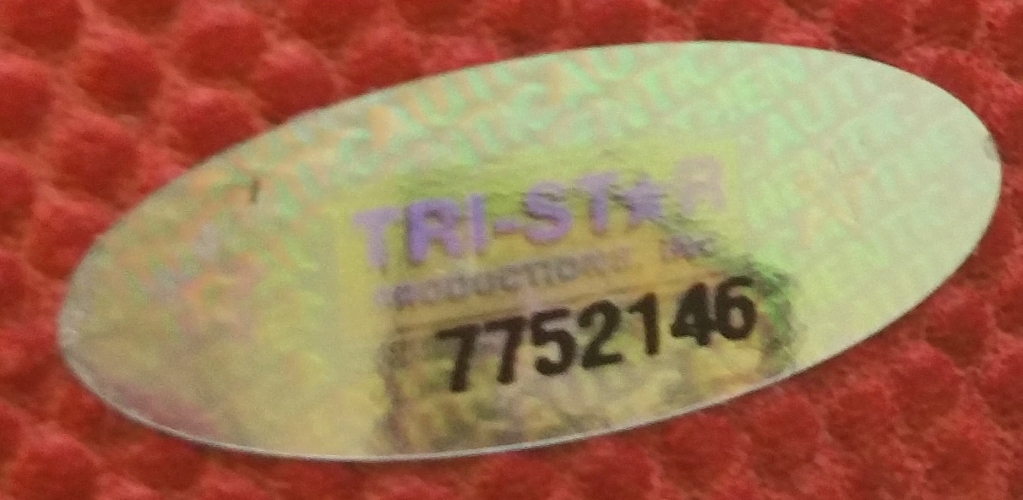 TRI-ST★R
PRODUCTIONS, INC.
7752146